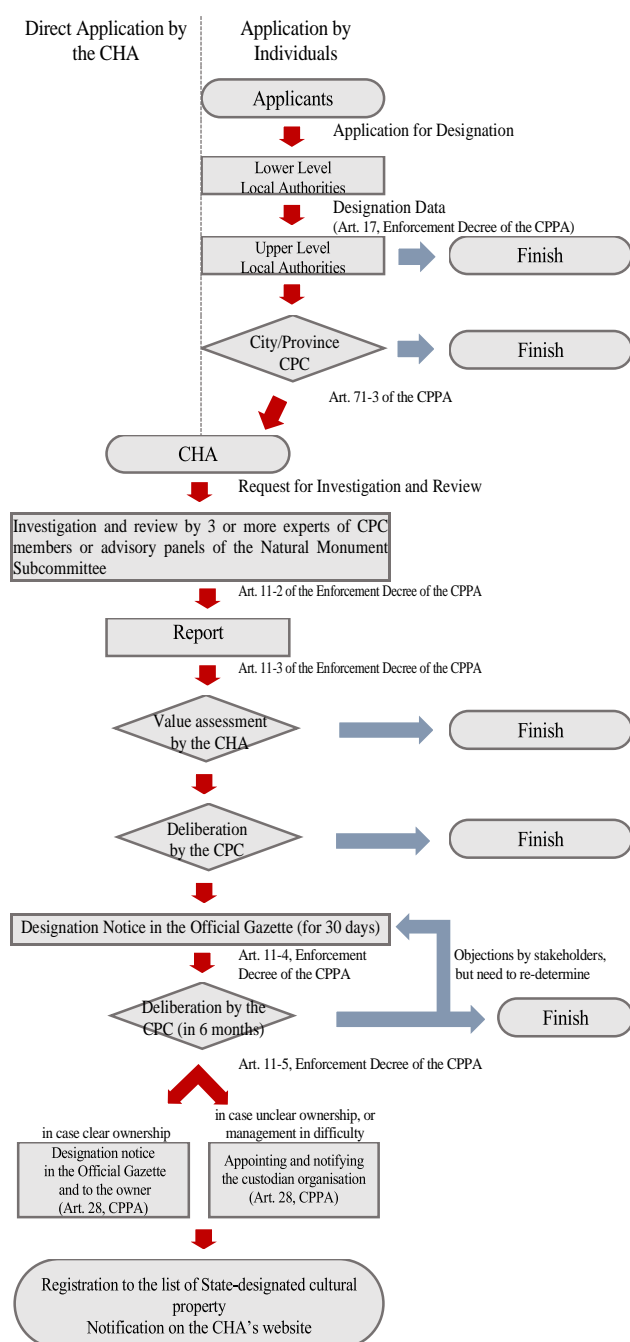 Direct Application by
the CHA
Application by
Individuals
Applicants
Application for Designation
Lower Level
Local Authorities
Designation Data
(Art. 17, Enforcement Decree of the CPPA)
Upper Level
Local Authorities
Finish
City/Province
CPC
Finish
Art. 71-3 of the CPPA
CHA
Request for Investigation and Review
Investigation and review by 3 or more experts of CPC
members or advisory panels of the Natural Monument
Subcommittee
Art. 11-2 of the Enforcement Decree of the CPPA
Report
Art. 11-3 of the Enforcement Decree of the CPPA
Value assessment
by the CHA
Finish
Deliberation
by the CPC
Finish
Designation Notice in the Official Gazette (for 30 days)
Art. 11-4, Enforcement
Decree of the CPPA
Objections by stakeholders,
but need to re-determine
Deliberation by the
CPC (in 6 months)
Finish
Art. 11-5, Enforcement Decree of the CPPA
in case clear ownership
in case unclear ownership, or
management in difficulty
Designation notice
in the Official Gazette
and to the owner
(Art. 28, CPPA)
Appointing and notifying
the custodian organisation
(Art. 28, CPPA)
Registration to the list of State-designated cultural
property
Notification on the CHA's website